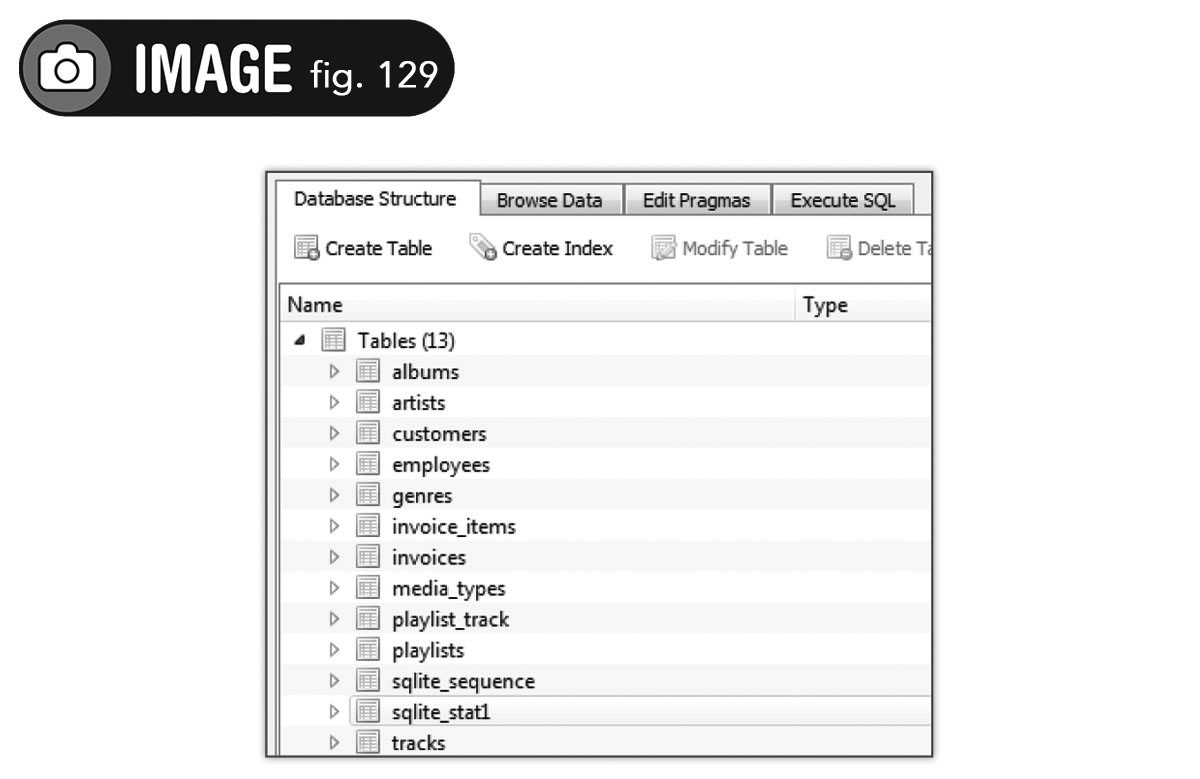 IMAGE fig. 129
Database Structure Browse Data Edit Pragmas Execute SQL
Create Table Create Index Modify Table Delete Ta
Name Type
Tables (13)
albums
artists
customers
employees
genres
invoice_items
invoices
media_types
playlist_track
playlists
sqlite_sequence
sqlite_stat1
tracks